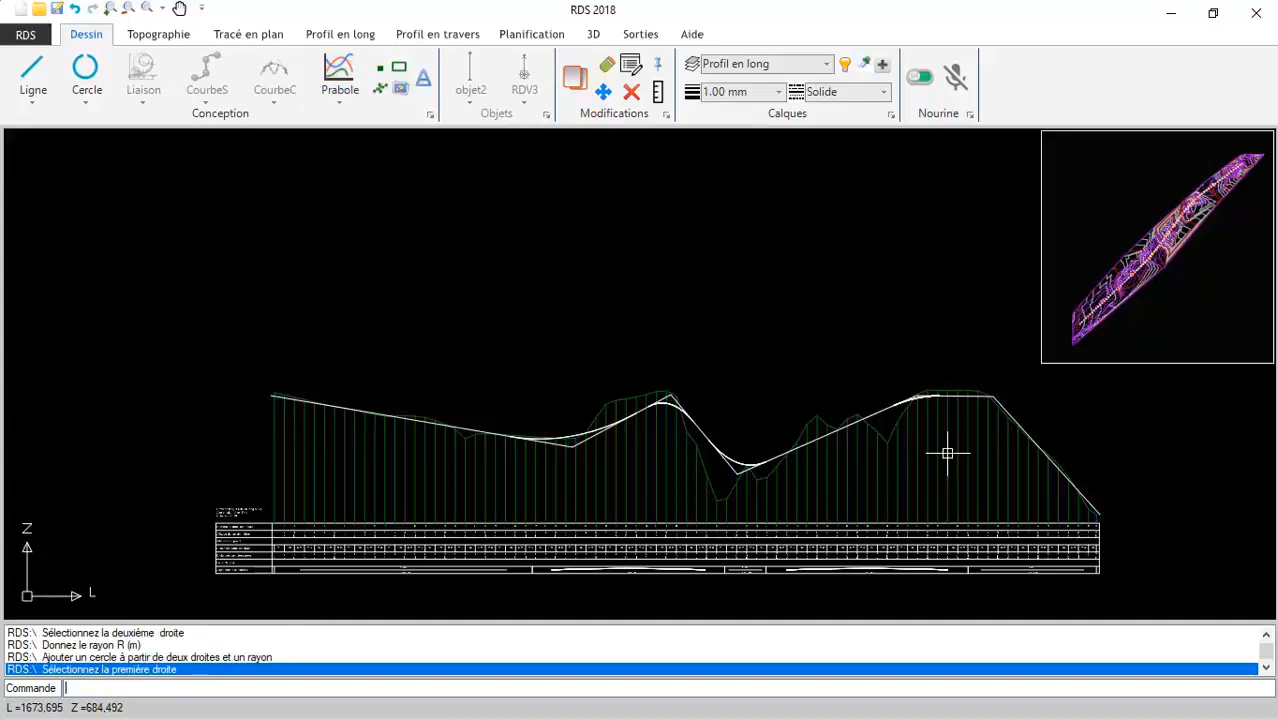 RDS 2018
RDS Dessin Topographie Tracé en plan Profil en long Profil en travers Planification 3D Sorties Aide
Ligne Cercle Liaison CourbeS CourbeC Prabole A objet2 RDV3 Profil en long
1.00 mm Solide
Conception Objets Modifications Calques Nourine
Z
L
RDS:\ Sélectionnez la deuxième droite
RDS:\ Donnez le rayon R (m)
RDS:\ Ajouter un cercle à partir de deux droites et un rayon
RDS:\ Sélectionnez la première droite
Commande
L =1673,695 Z =684,492